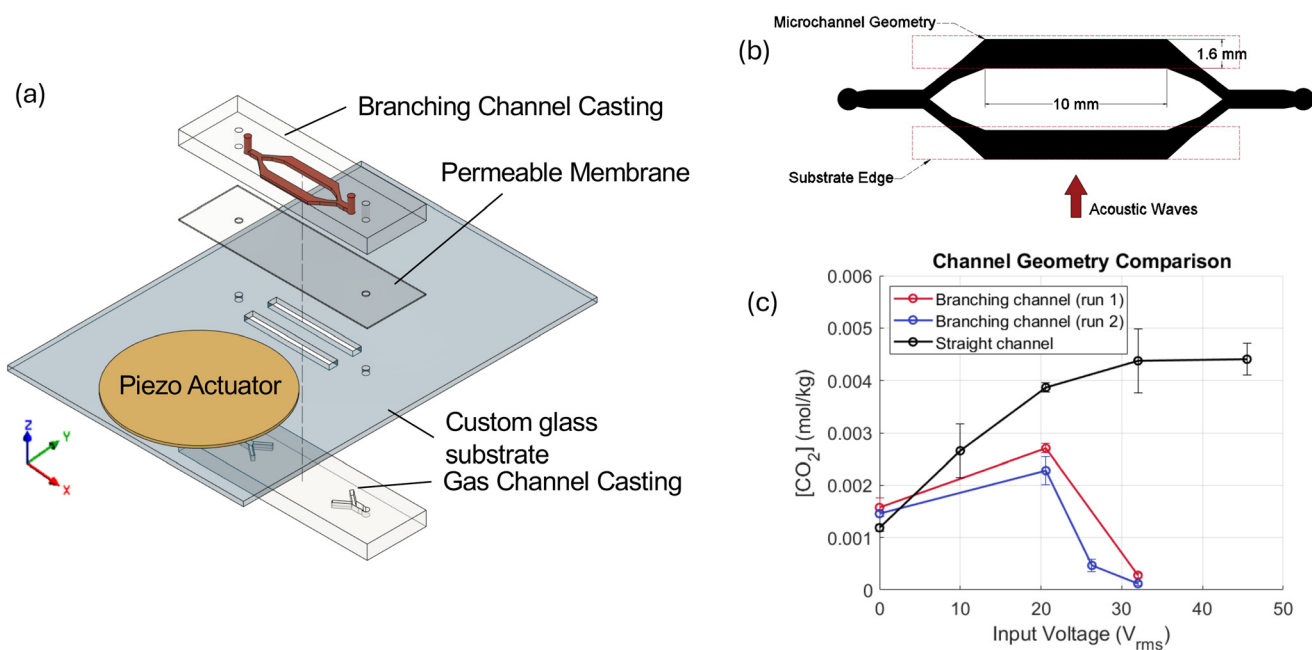 (a)
Branching Channel Casting
Permeable Membrane
Piezo Actuator
Custom glass
substrate
Gas Channel Casting
Z
Y
X
(b)
Microchannel Geometry
1.6 mm
10 mm
Substrate Edge
Acoustic Waves
(c)
Channel Geometry Comparison
Branching channel (run 1)
Branching channel (run 2)
Straight channel
[CO₂] (mol/kg)
0.006
0.005
0.004
0.003
0.002
0.001
0
0 10 20 30 40 50
Input Voltage (Vrms)